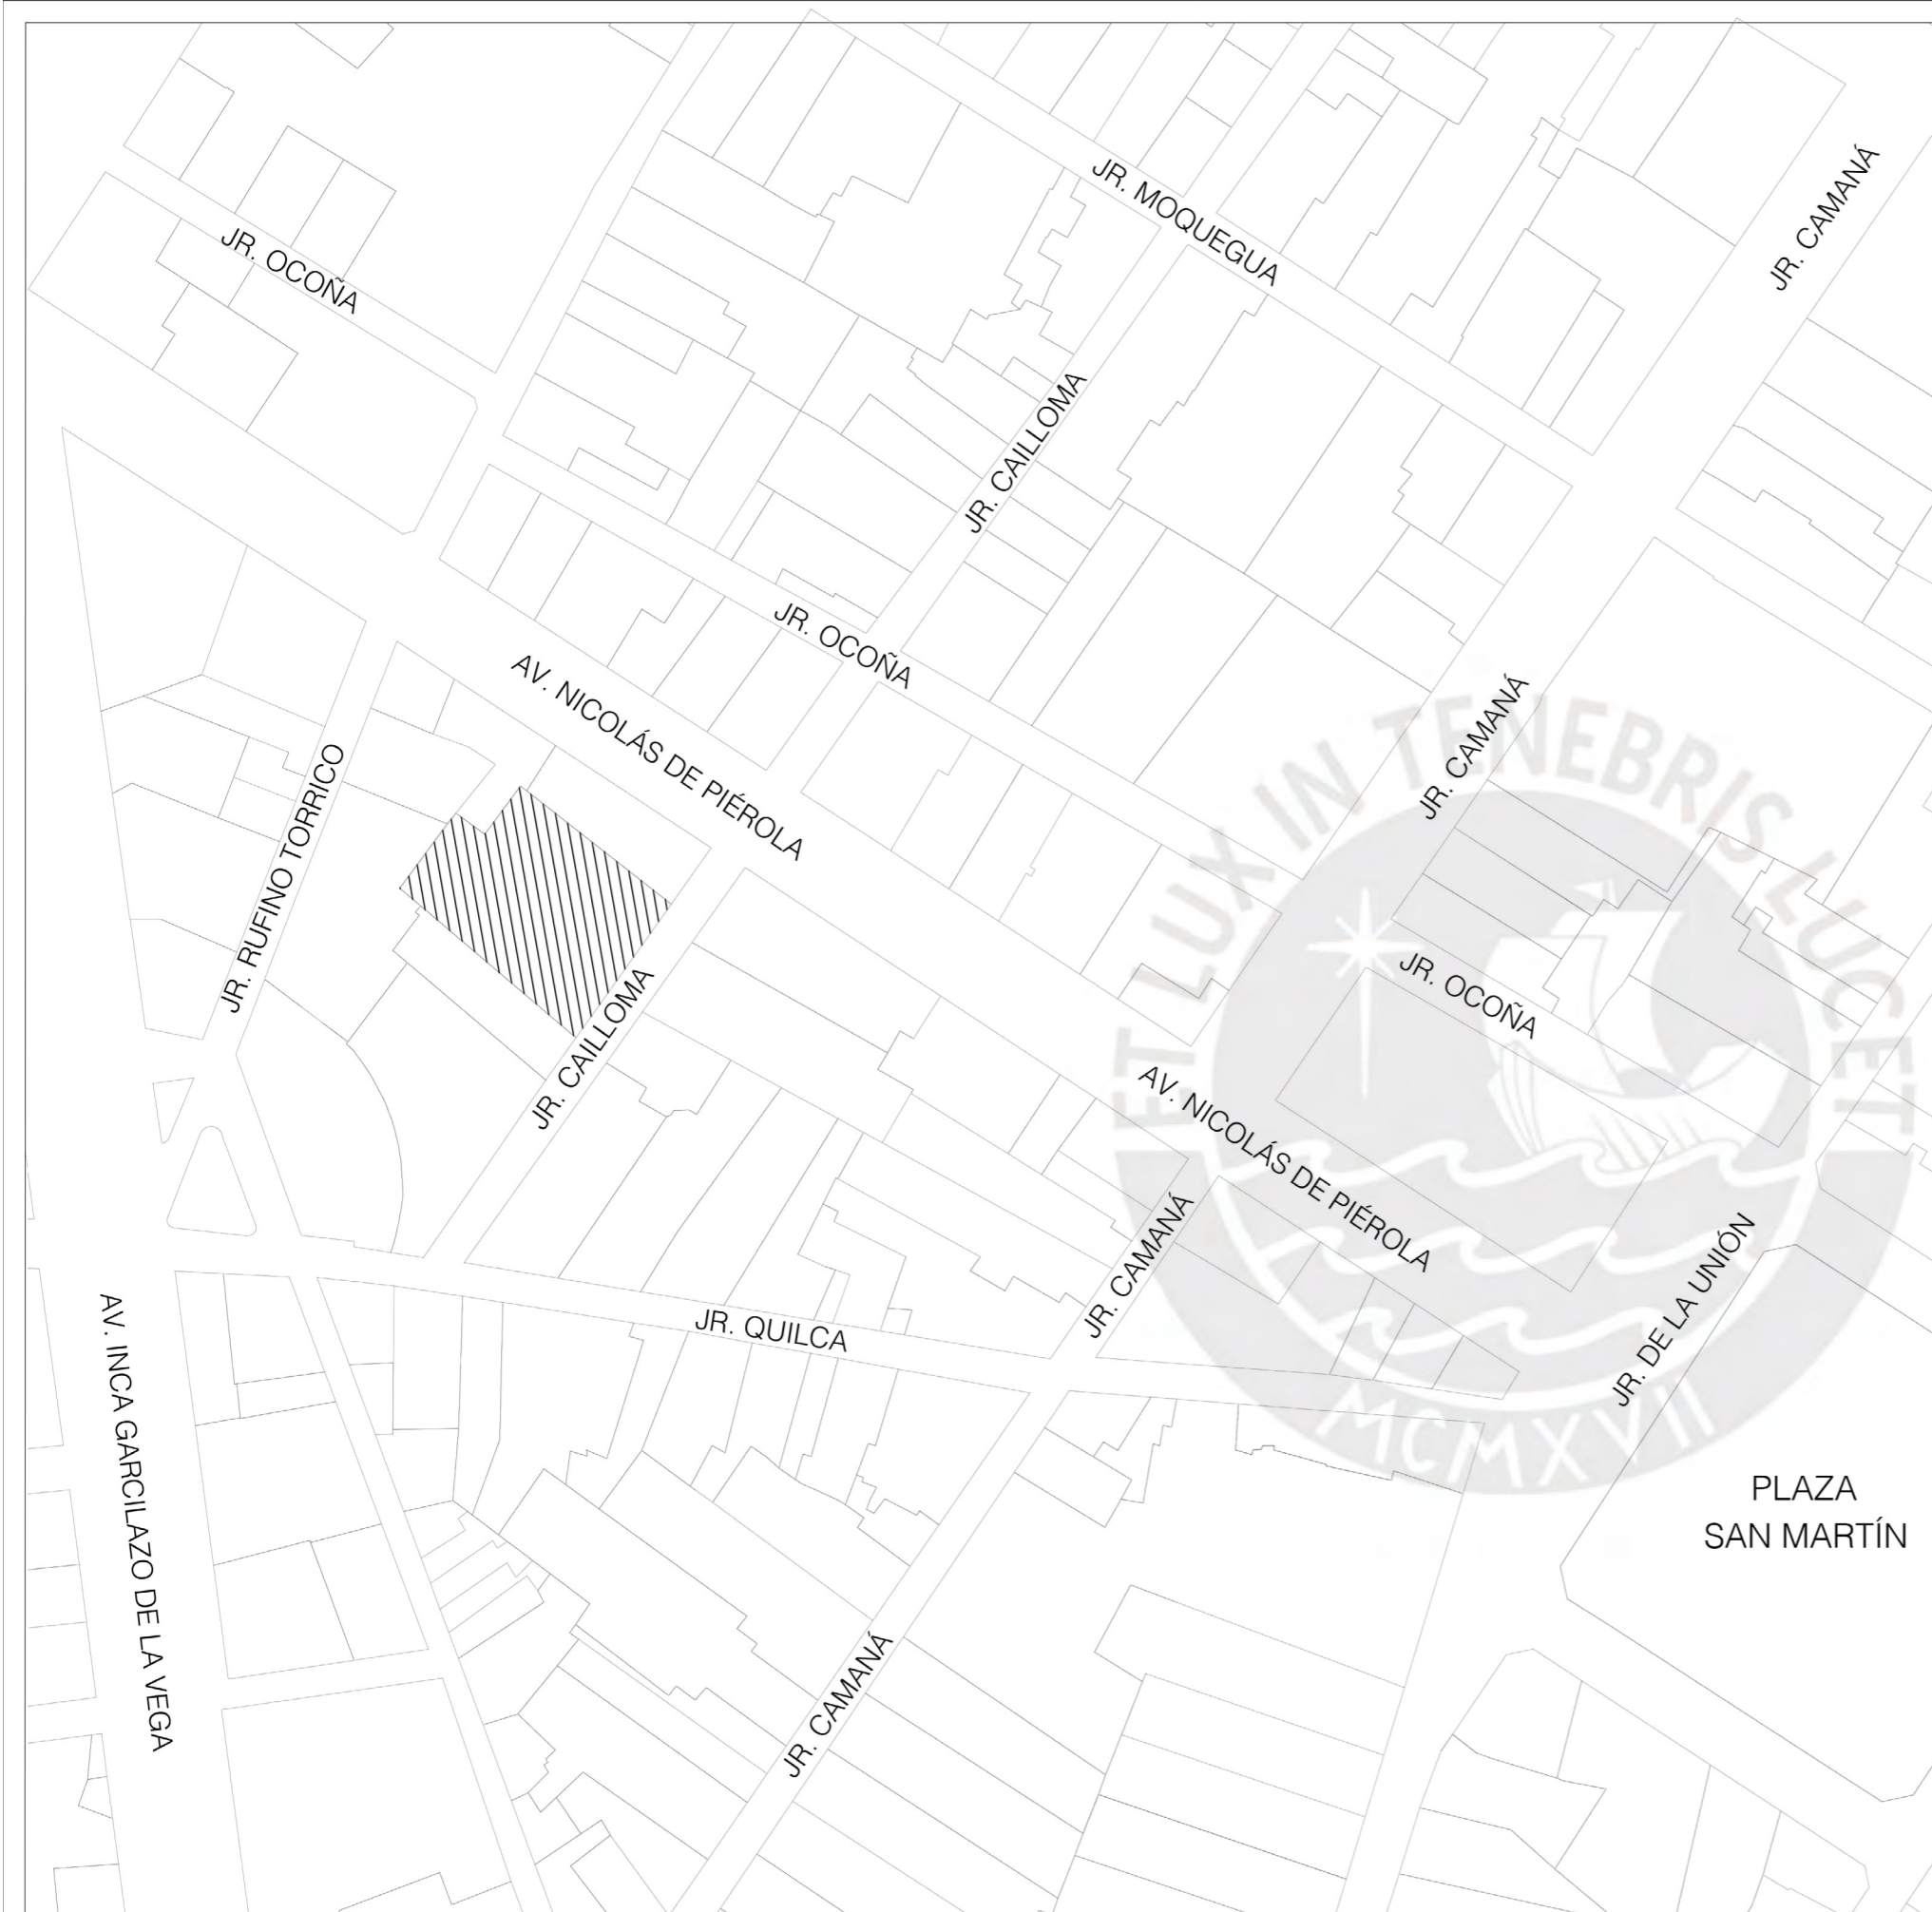 JR. CAMANÁ
JR. MOQUEGUA
JR. OCOÑA
JR. CAILLOMA
JR. OCOÑA
AV. NICOLÁS DE PIÉROLA
JR. CAMANÁ
JR. RUFINO TORRICO
ET LUX IN TENEBRIS LUCET
JR. OCOÑA
JR. CAILLOMA
AV. NICOLÁS DE PIÉROLA
JR. CAMANÁ
JR. DE LA UNIÓN
JR. QUILCA
AV. INCA GARCILAZO DE LA VEGA
MCMXVII
PLAZA
SAN MARTÍN
JR. CAMANÁ